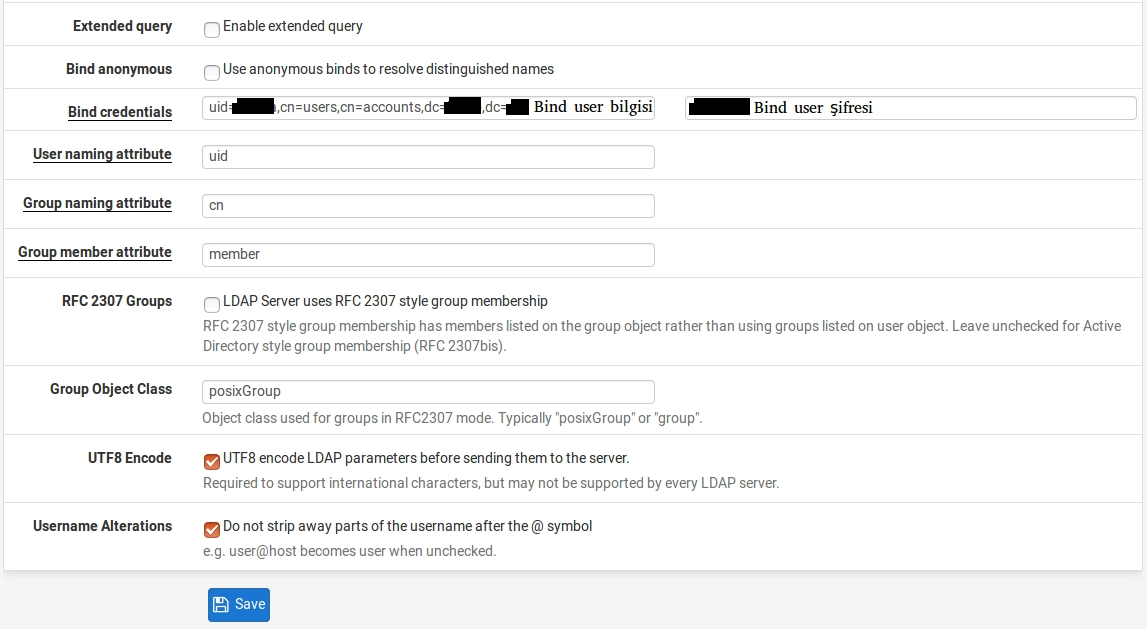 Extended query Enable extended query
Bind anonymous Use anonymous binds to resolve distinguished names
Bind credentials uid= ,cn=users,cn=accounts,dc= ,dc= Bind user bilgisi Bind user şifresi
User naming attribute uid
Group naming attribute cn
Group member attribute member
RFC 2307 Groups LDAP Server uses RFC 2307 style group membership
RFC 2307 style group membership has members listed on the group object rather than using groups listed on user object. Leave unchecked for Active
Directory style group membership (RFC 2307bis).
Group Object Class posixGroup
Object class used for groups in RFC2307 mode. Typically "posixGroup" or "group".
UTF8 Encode UTF8 encode LDAP parameters before sending them to the server.
Required to support international characters, but may not be supported by every LDAP server.
Username Alterations Do not strip away parts of the username after the @ symbol
e.g. user@host becomes user when unchecked.
Save